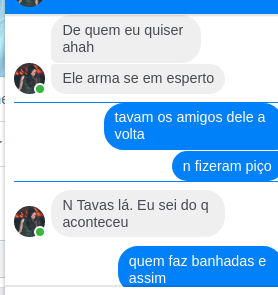 De quem eu quiser
ahah
Ele arma se em esperto
tavam os amigos dele a
volta
n fizeram piço
N Tavas lá. Eu sei do q
aconteceu
quem faz banhadas e
assim